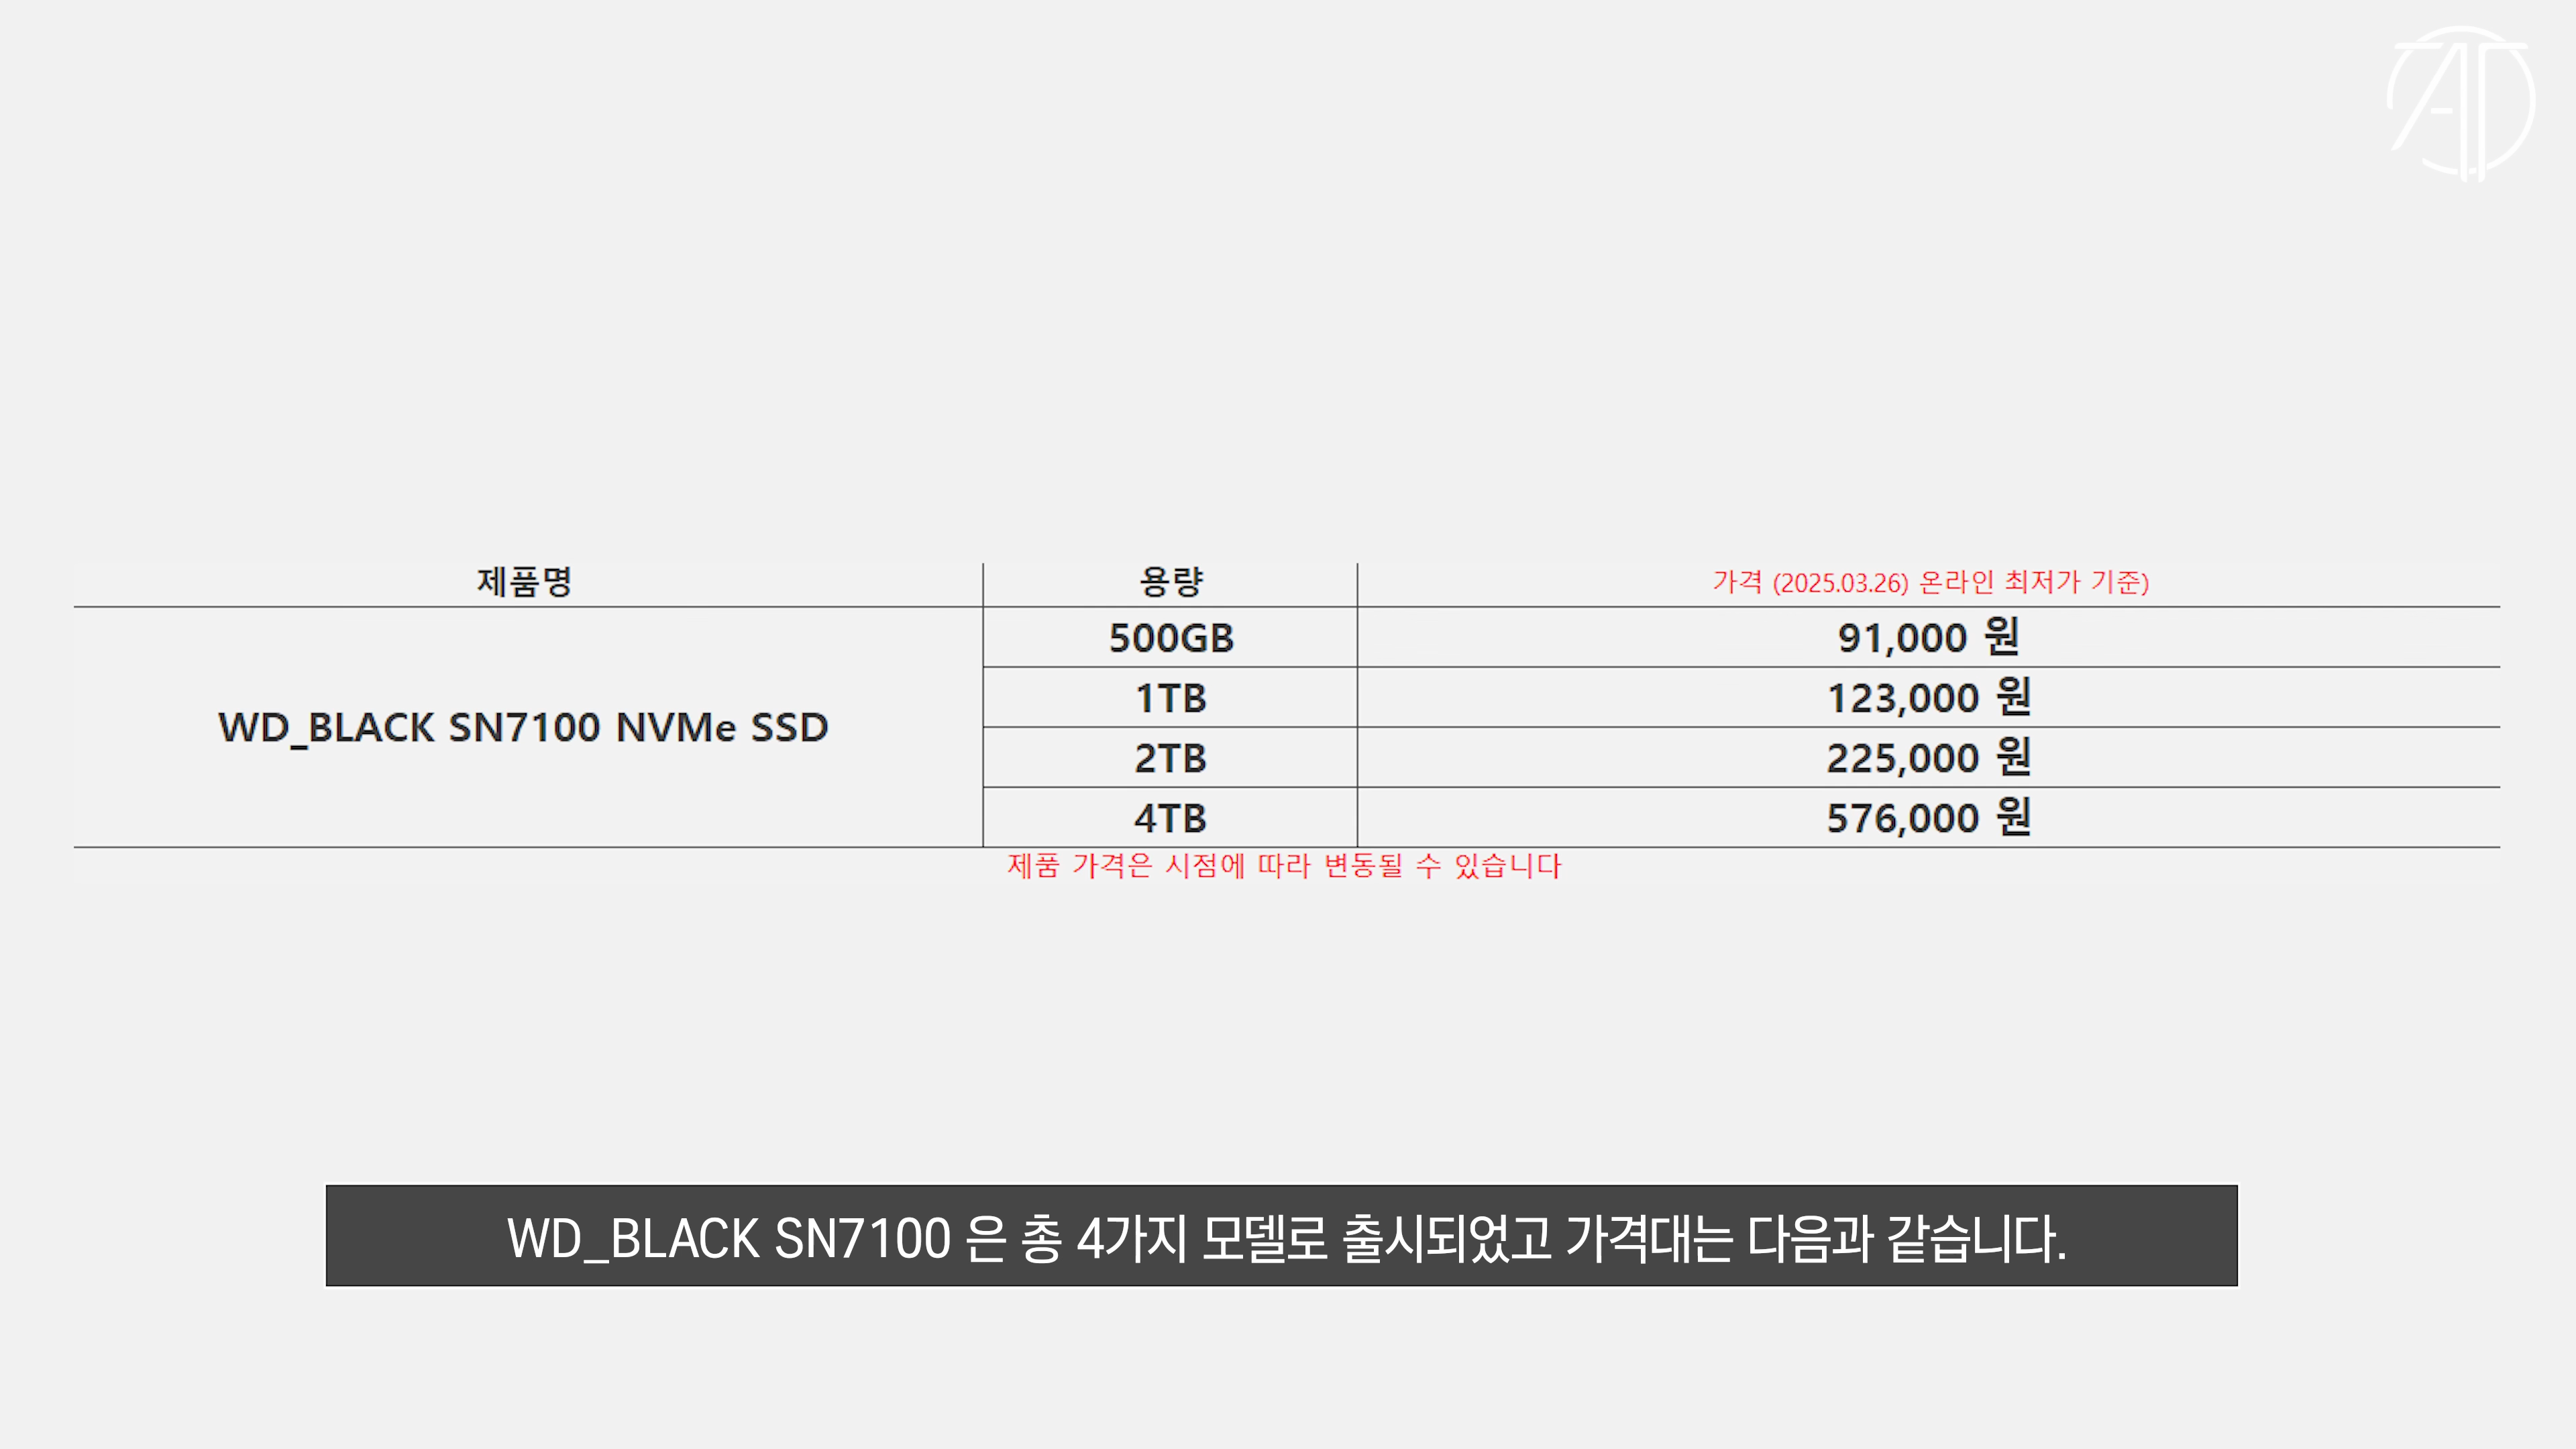 제품명 용량 가격 (2025.03.26) 온라인 최저가 기준)
500GB 91,000 원
1TB 123,000 원
WD_BLACK SN7100 NVMe SSD
2TB 225,000 원
4TB 576,000 원
제품 가격은 시점에 따라 변동될 수 있습니다
WD_BLACK SN7100 은 총 4가지 모델로 출시되었고 가격대는 다음과 같습니다.